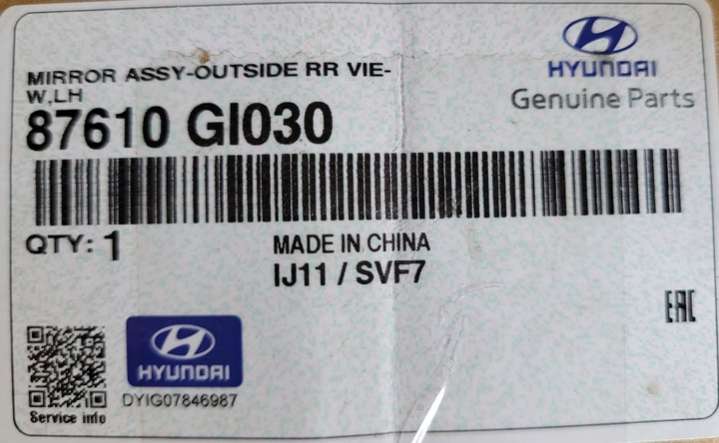 HYUNDAI
Genuine Parts
MIRROR ASSY-OUTSIDE RR VIE-
W,LH
87610 GI030
QTY: 1
MADE IN CHINA
IJ11 / SVF7
EAC
HYUNDAI
DYIG07846987
Service info